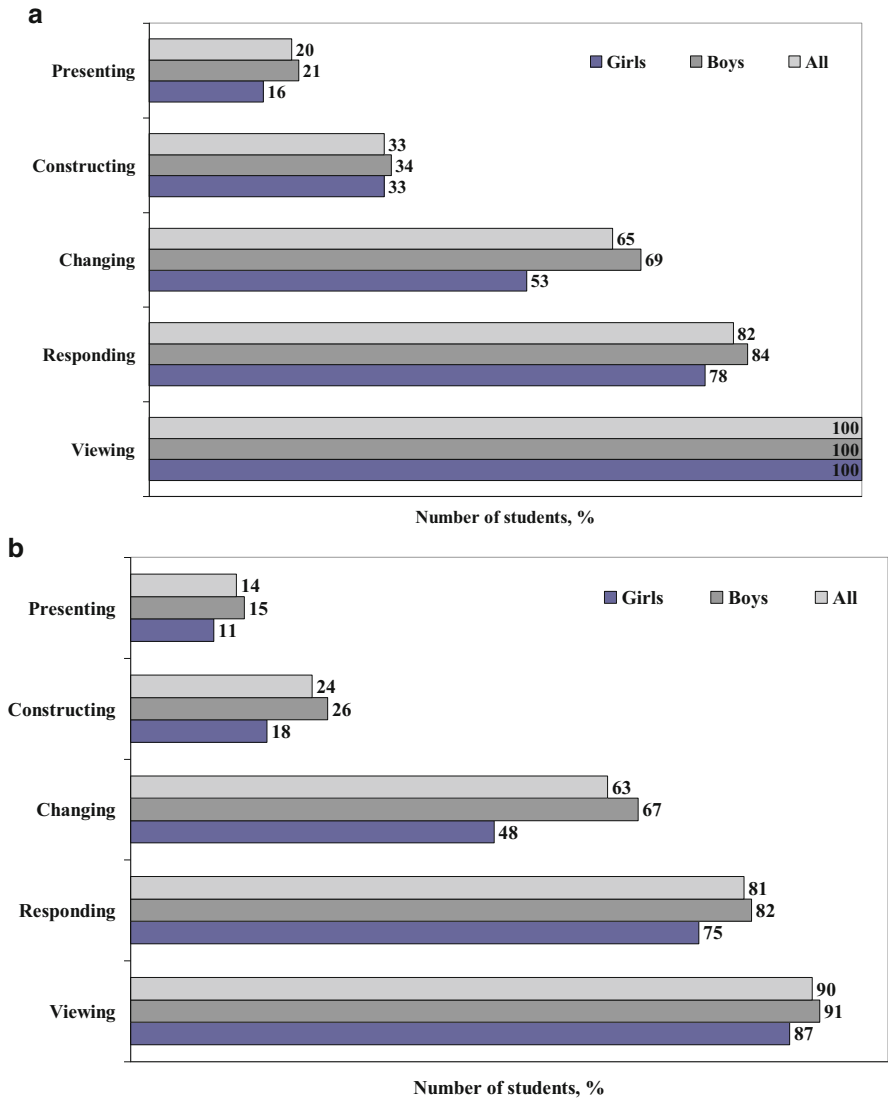 a
Girls Boys All
Presenting
20
21
16
Constructing
33
34
33
Changing
65
69
53
Responding
82
84
78
Viewing
100
100
100
Number of students, %
b
Girls Boys All
Presenting
14
15
11
Constructing
24
26
18
Changing
63
67
48
Responding
81
82
75
Viewing
90
91
87
Number of students, %